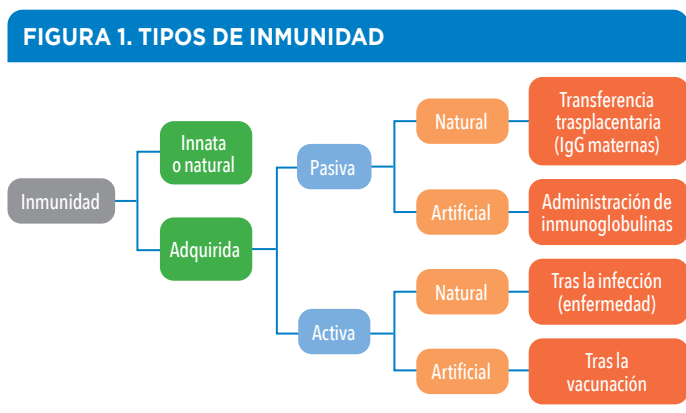 FIGURA 1. TIPOS DE INMUNIDAD
Inmunidad
Innata
o natural
Adquirida
Pasiva
Activa
Natural
Artificial
Natural
Artificial
Transferencia
trasplacentaria
(IgG maternas)
Administración de
inmunoglobulinas
Tras la infección
(enfermedad)
Tras la
vacunación